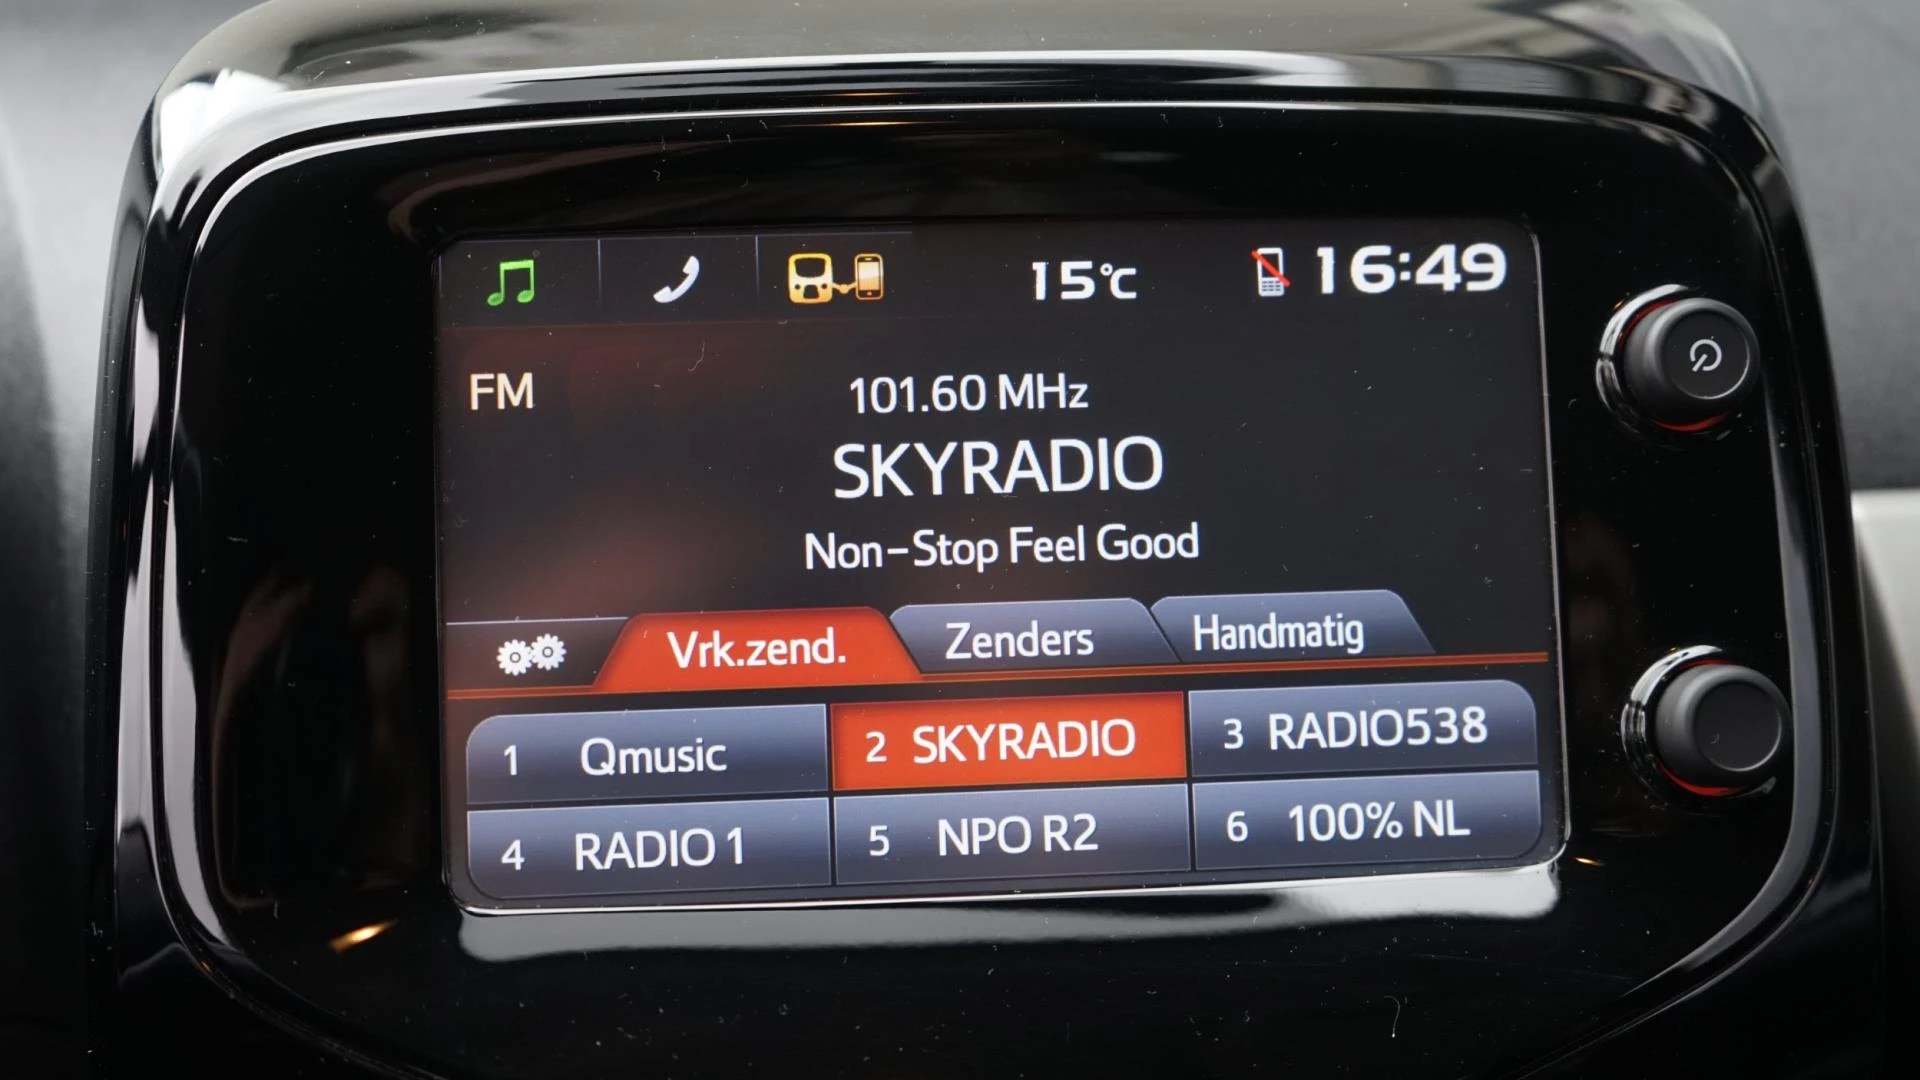 15°C 16:49
FM 101.60 MHz
SKYRADIO
Non-Stop Feel Good
Vrk.zend. Zenders Handmatig
1 Qmusic 2 SKYRADIO 3 RADIO538
4 RADIO 1 5 NPO R2 6 100% NL